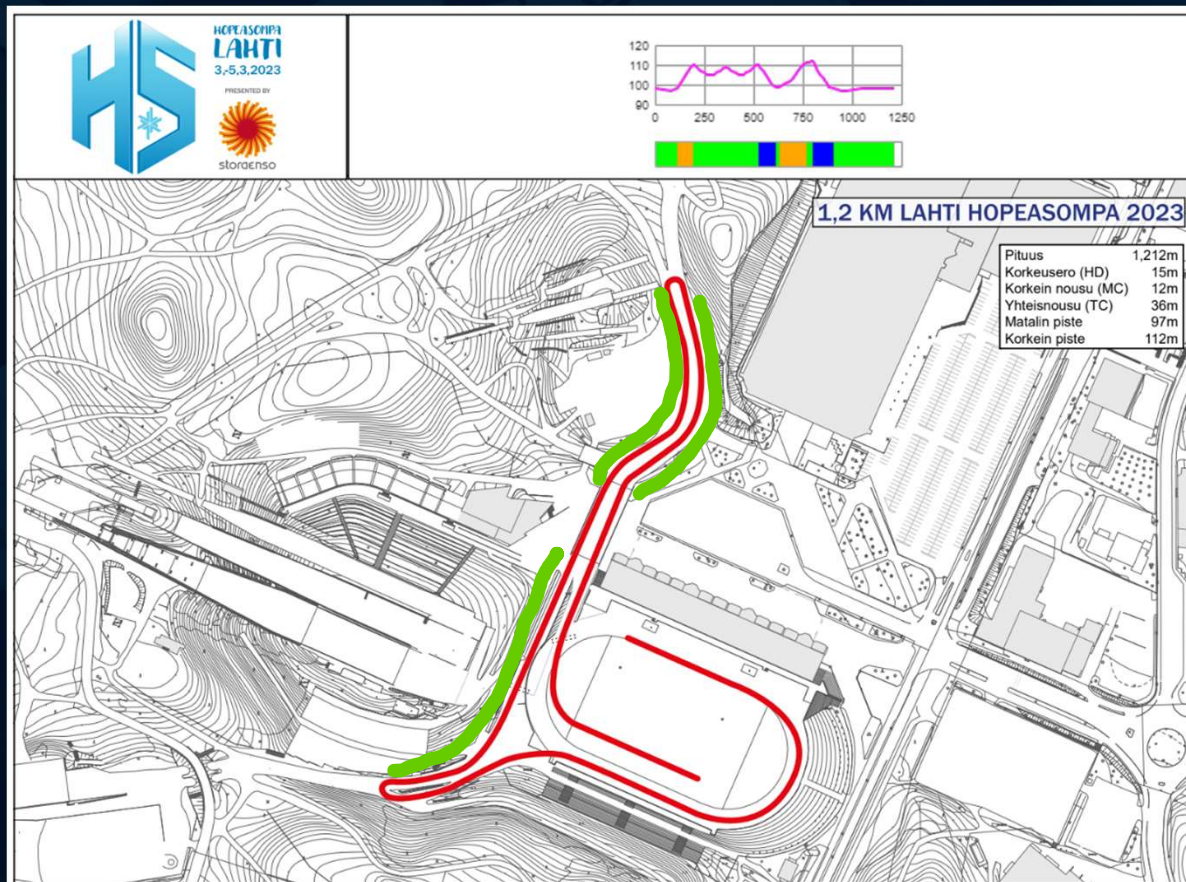 HOPEASOMPA
LAHTI
3.-5.3.2023
PRESENTED BY
storaenso
HS
120
110
100
90
0 250 500 750 1000 1250
1,2 KM LAHTI HOPEASOMPA 2023
Pituus 1,212m
Korkeusero (HD) 15m
Korkein nousu (MC) 12m
Yhteisnousu (TC) 36m
Matalin piste 97m
Korkein piste 112m